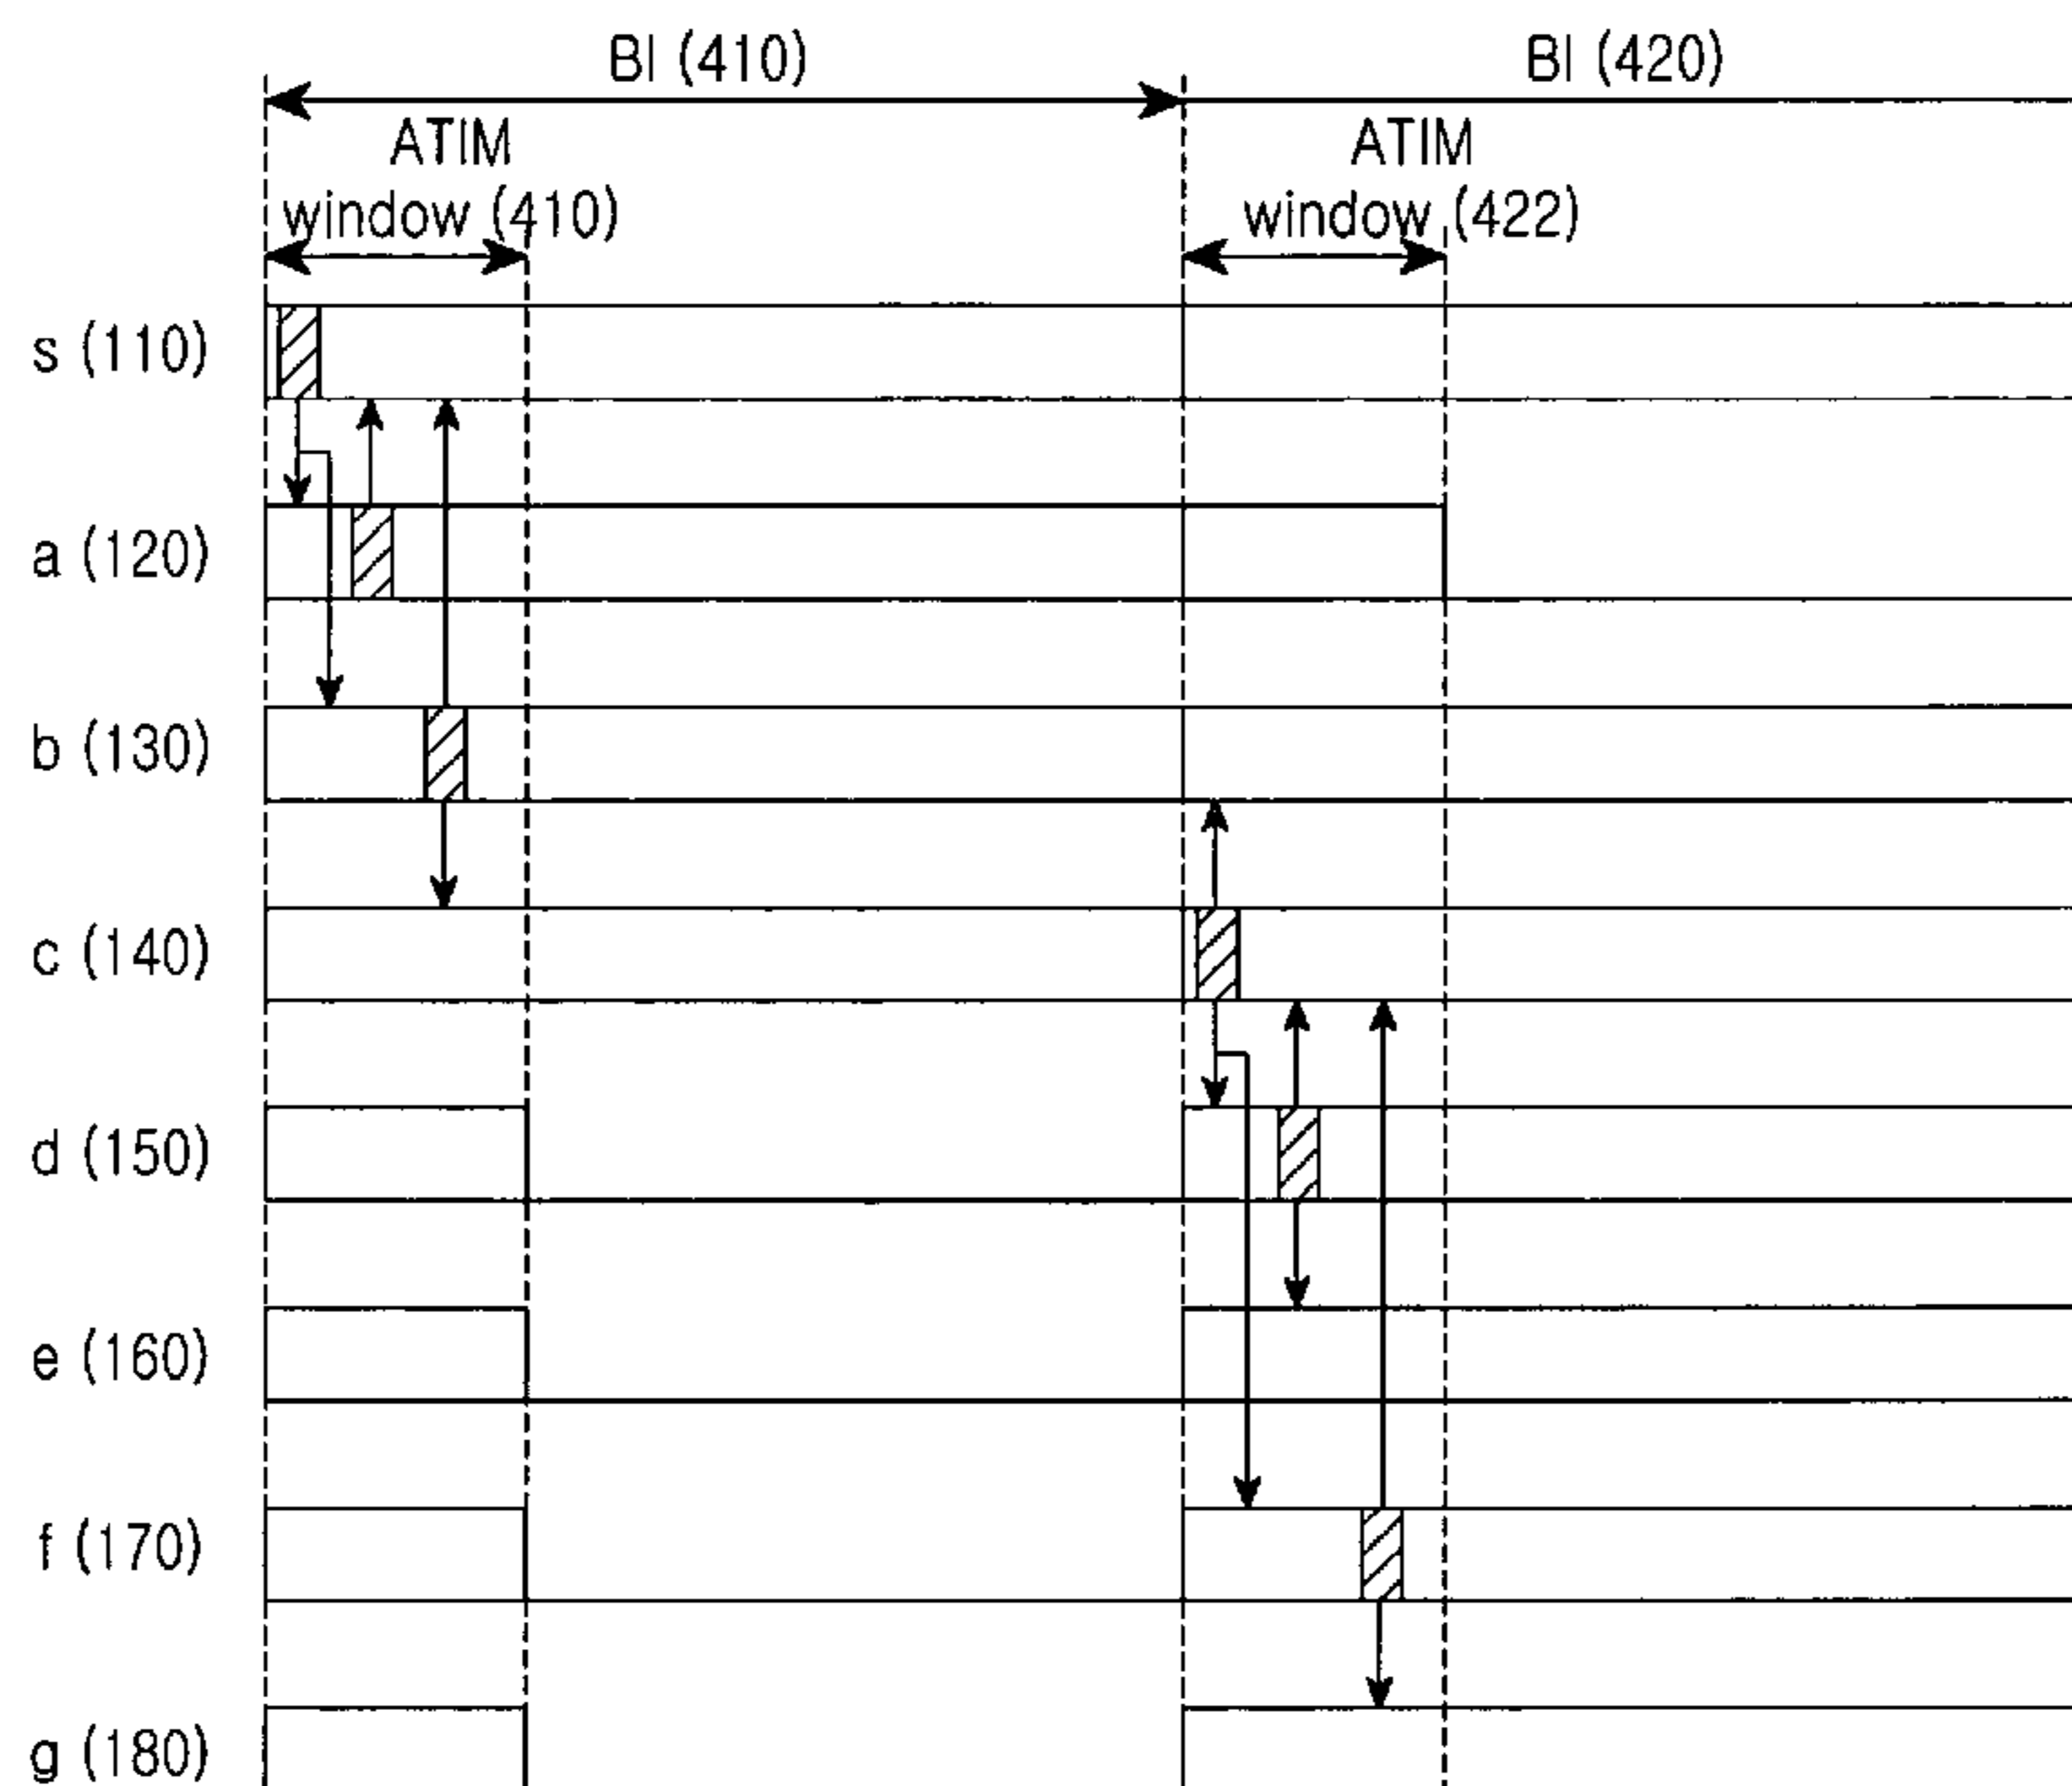 BI (410)
BI (420)
ATIM
window (410)
ATIM
window (422)
s (110)
a (120)
b (130)
c (140)
d (150)
e (160)
f (170)
g (180)